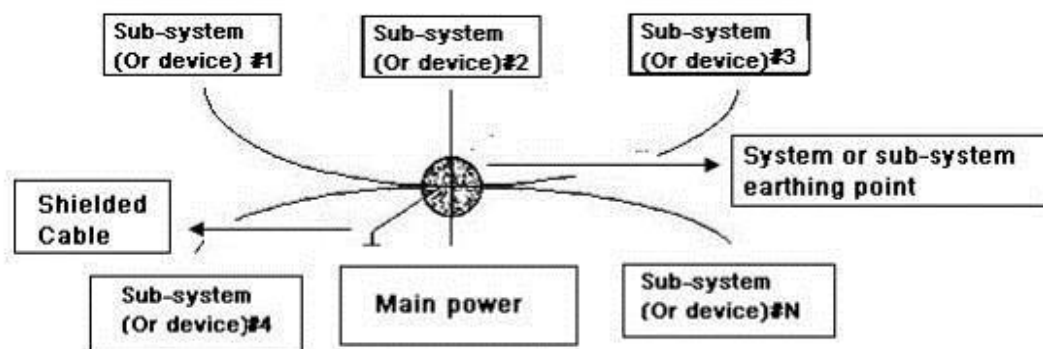 Sub-system
(Or device) #1
Sub-system
(Or device)#2
Sub-system
(Or device)#3
System or sub-system
earthing point
Shielded
Cable
Sub-system
(Or device)#4
Main power
Sub-system
(Or device)#N